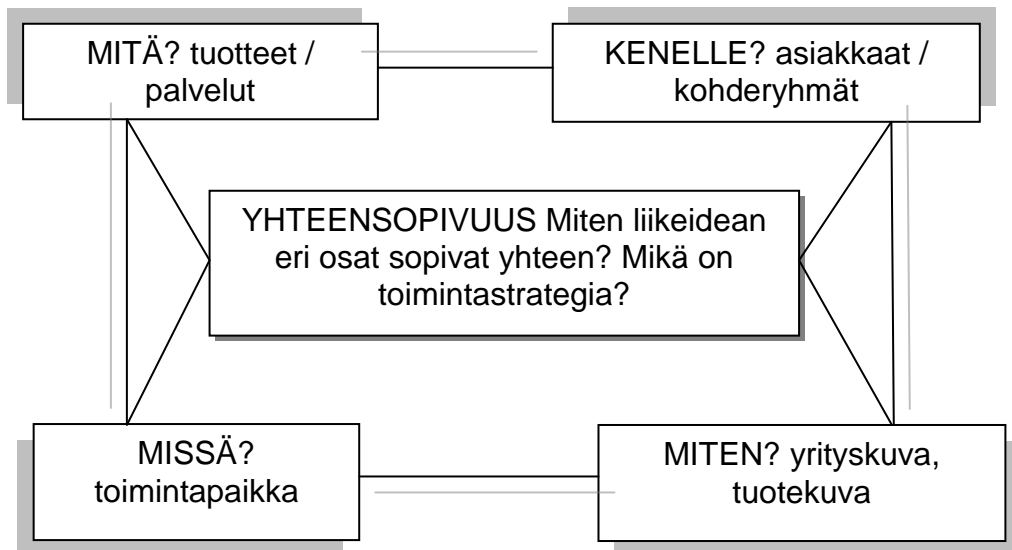 MITÄ? tuotteet /
palvelut
KENELLE? asiakkaat /
kohderyhmät
YHTEENSOPIVUUS Miten liikeidean
eri osat sopivat yhteen? Mikä on
toimintastrategia?
MISSÄ?
toimintapaikka
MITEN? yrityskuva,
tuotekuva